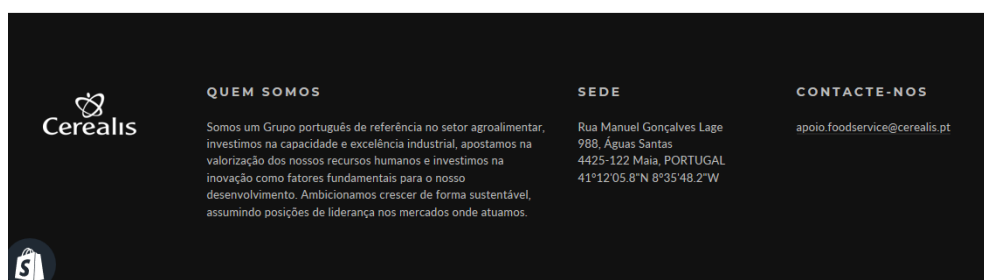 Cerealis
QUEM SOMOS
Somos um Grupo português de referência no setor agroalimentar,
investimos na capacidade e excelência industrial, apostamos na
valorização dos nossos recursos humanos e investimos na
inovação como fatores fundamentais para o nosso
desenvolvimento. Ambicionamos crescer de forma sustentável,
assumindo posições de liderança nos mercados onde atuamos.
SEDE
Rua Manuel Gonçalves Lage
988, Águas Santas
4425-122 Maia, PORTUGAL
41°12'05.8"N 8°35'48.2"W
CONTACTE-NOS
apoio.foodservice@cerealis.pt